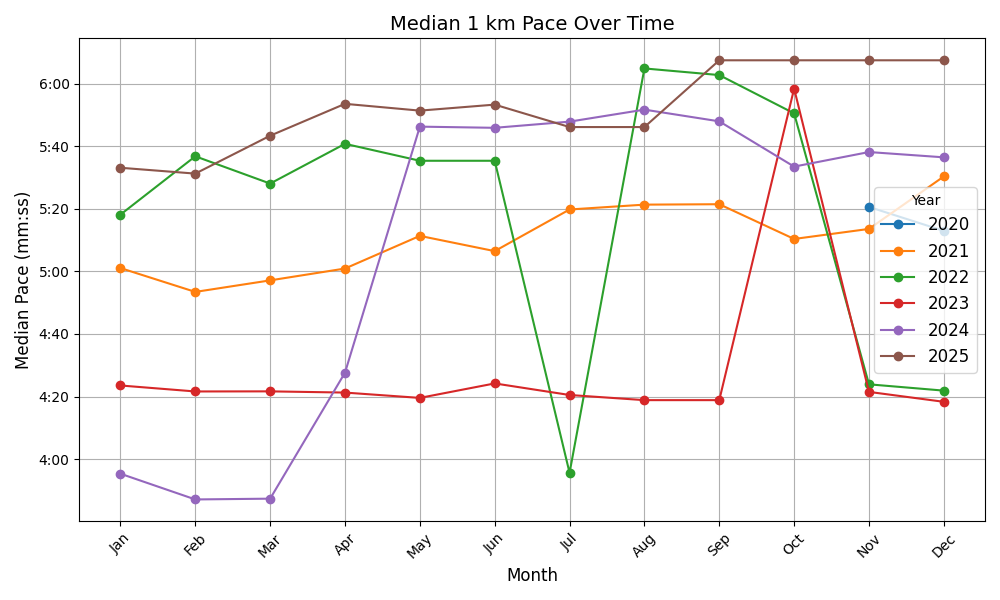 Median 1 km Pace Over Time
Median Pace (mm:ss)
6:00
5:40
5:20
5:00
4:40
4:20
4:00
Year
2020
2021
2022
2023
2024
2025
Jan
Feb
Mar
Apr
May
Jun
Jul
Aug
Sep
Oct
Nov
Dec
Month